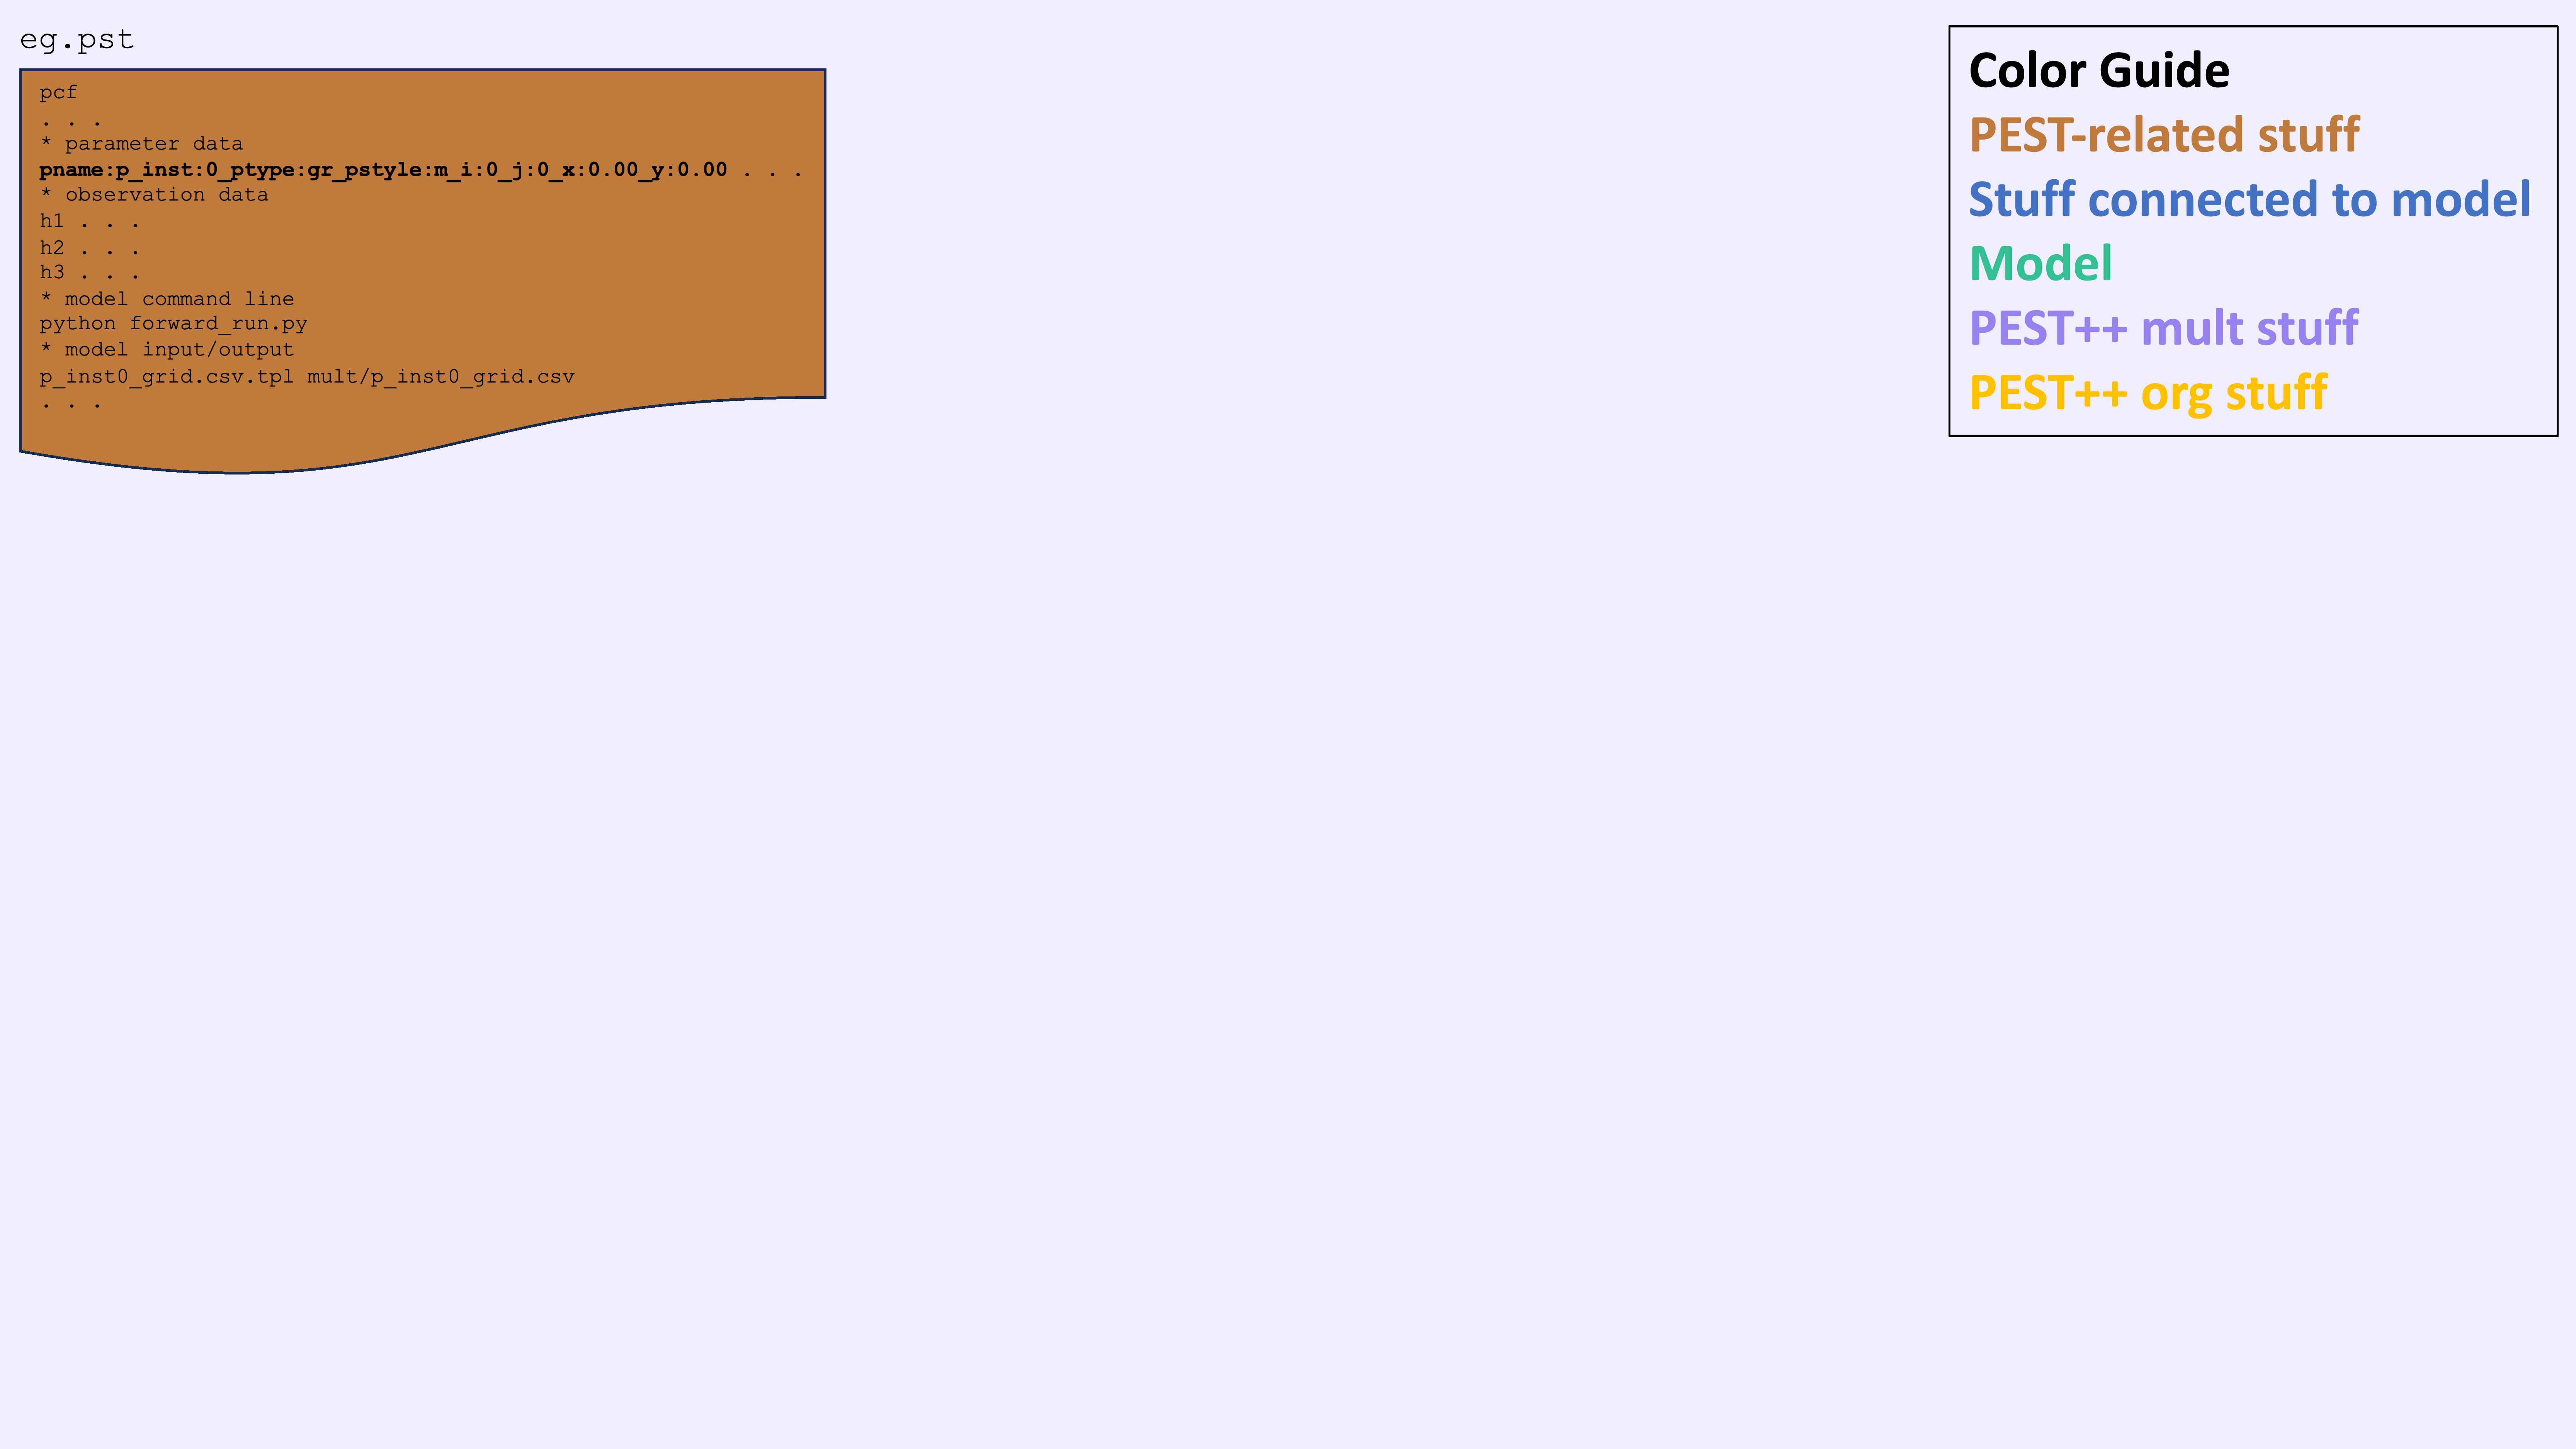 eg.pst
pcf
. . .
* parameter data
pname:p_inst:0_ptype:gr_pstyle:m_i:0_j:0_x:0.00_y:0.00 . . .
* observation data
h1 . . .
h2 . . .
h3 . . .
* model command line
python forward_run.py
* model input/output
p_inst0_grid.csv.tpl mult/p_inst0_grid.csv
. . .
Color Guide
PEST-related stuff
Stuff connected to model
Model
PEST++ mult stuff
PEST++ org stuff